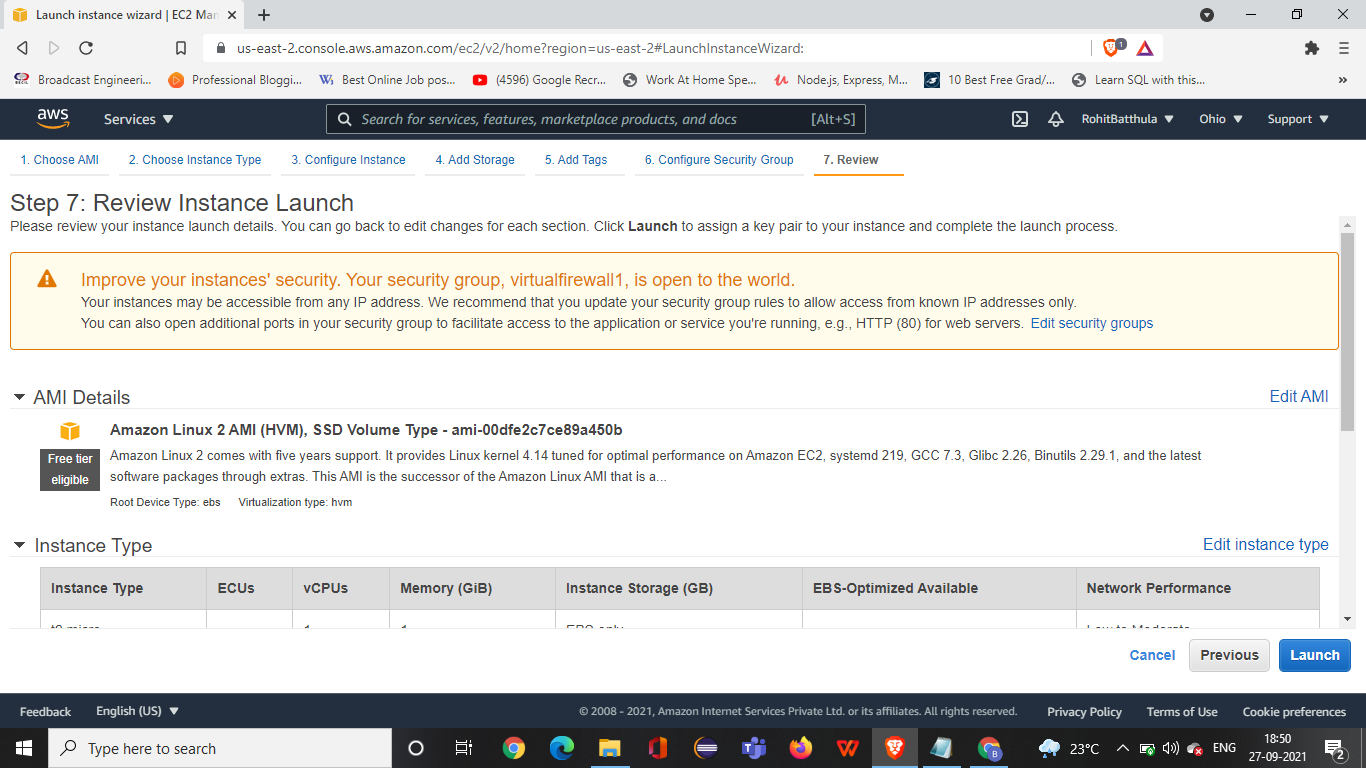 Launch instance wizard | EC2 Man
us-east-2.console.aws.amazon.com/ec2/v2/home?region=us-east-2#LaunchInstanceWizard:
1
Broadcast Engineeri...
Professional Bloggi...
Best Online Job pos...
(4596) Google Recr...
Work At Home Spe...
Node.js, Express, M...
10 Best Free Grad/...
Learn SQL with this...
»
aws
Services
Search for services, features, marketplace products, and docs
[Alt+S]
RohitBatthula
Ohio
Support
1. Choose AMI
2. Choose Instance Type
3. Configure Instance
4. Add Storage
5. Add Tags
6. Configure Security Group
7. Review
Step 7: Review Instance Launch
Please review your instance launch details. You can go back to edit changes for each section. Click Launch to assign a key pair to your instance and complete the launch process.
Improve your instances' security. Your security group, virtualfirewall1, is open to the world.
Your instances may be accessible from any IP address. We recommend that you update your security group rules to allow access from known IP addresses only.
You can also open additional ports in your security group to facilitate access to the application or service you're running, e.g., HTTP (80) for web servers. Edit security groups
AMI Details
Edit AMI
Amazon Linux 2 AMI (HVM), SSD Volume Type - ami-00dfe2c7ce89a450b
Free tier
eligible
Amazon Linux 2 comes with five years support. It provides Linux kernel 4.14 tuned for optimal performance on Amazon EC2, systemd 219, GCC 7.3, Glibc 2.26, Binutils 2.29.1, and the latest
software packages through extras. This AMI is the successor of the Amazon Linux AMI that is a...
Root Device Type: ebs Virtualization type: hvm
Instance Type
Edit instance type
Instance Type
ECUs
vCPUs
Memory (GiB)
Instance Storage (GB)
EBS-Optimized Available
Network Performance
Cancel
Previous
Launch
Feedback
English (US)
© 2008 - 2021, Amazon Internet Services Private Ltd. or its affiliates. All rights reserved.
Privacy Policy
Terms of Use
Cookie preferences
Type here to search
23°C
ENG
18:50
27-09-2021
2